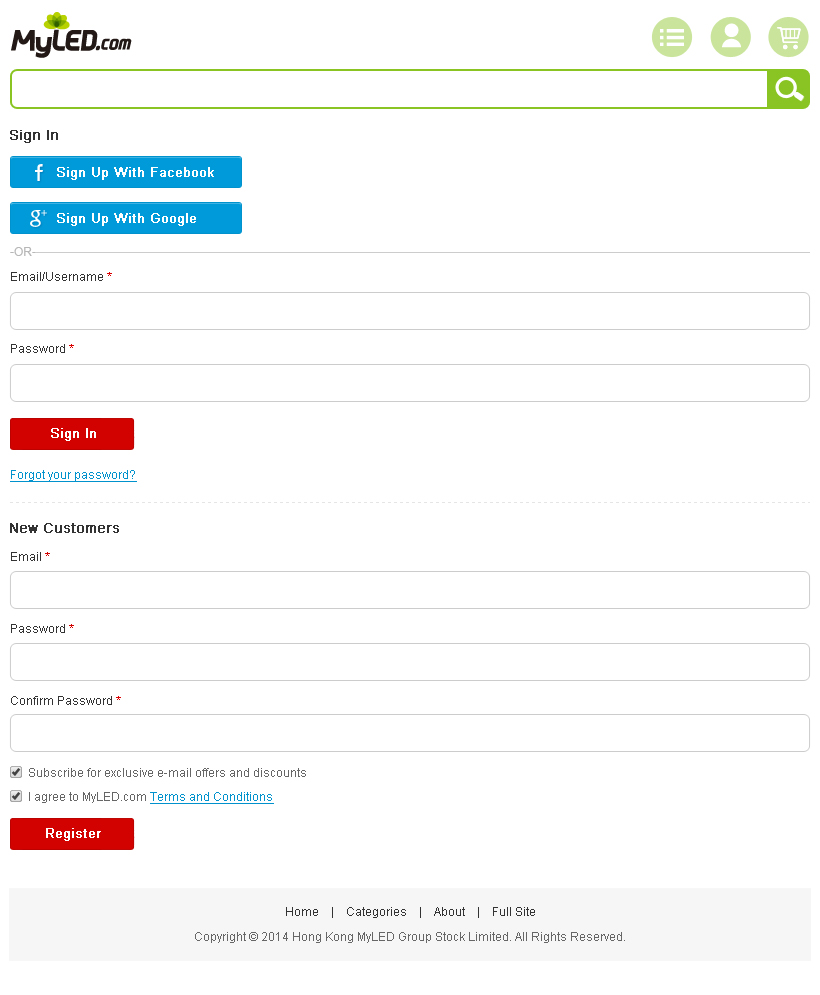 MyLED.com
Sign In
f Sign Up With Facebook
g+ Sign Up With Google
OR
Email/Username *
Password *
Sign In
Forgot your password?
New Customers
Email *
Password *
Confirm Password *
Subscribe for exclusive e-mail offers and discounts
I agree to MyLED.com Terms and Conditions
Register
Home | Categories | About | Full Site
Copyright © 2014 Hong Kong MyLED Group Stock Limited. All Rights Reserved.